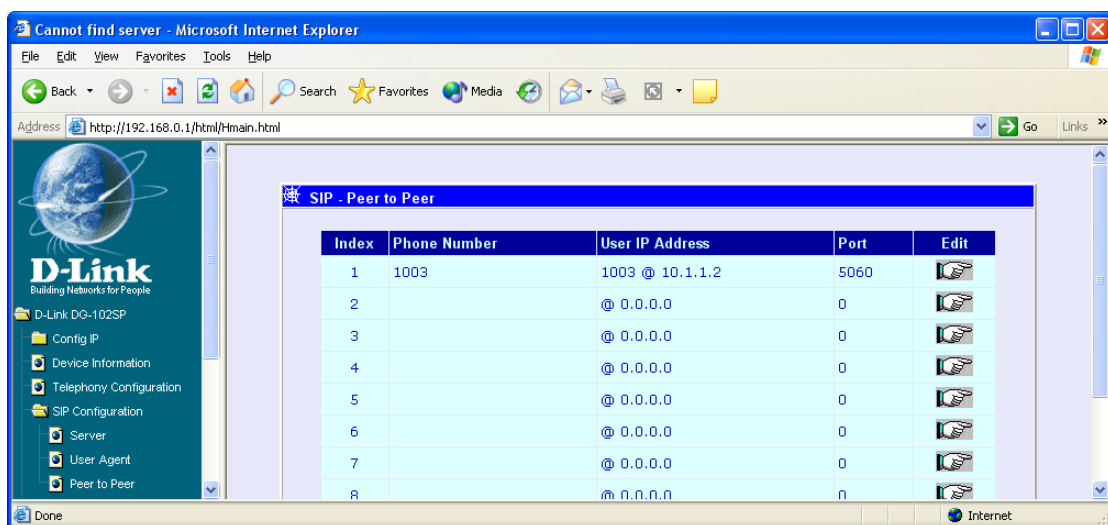 Cannot find server - Microsoft Internet Explorer
File Edit View Favorites Tools Help
Back Search Favorites Media
Address http://192.168.0.1/html/Hmain.html Go Links »
D-Link
Building Networks for People
D-Link DG-102SP
Config IP
Device Information
Telephony Configuration
SIP Configuration
Server
User Agent
Peer to Peer
SIP - Peer to Peer
Index Phone Number User IP Address Port Edit
1 1003 1003 @ 10.1.1.2 5060
2 @ 0.0.0.0 0
3 @ 0.0.0.0 0
4 @ 0.0.0.0 0
5 @ 0.0.0.0 0
6 @ 0.0.0.0 0
7 @ 0.0.0.0 0
8 @ 0.0.0.0 0
Done Internet